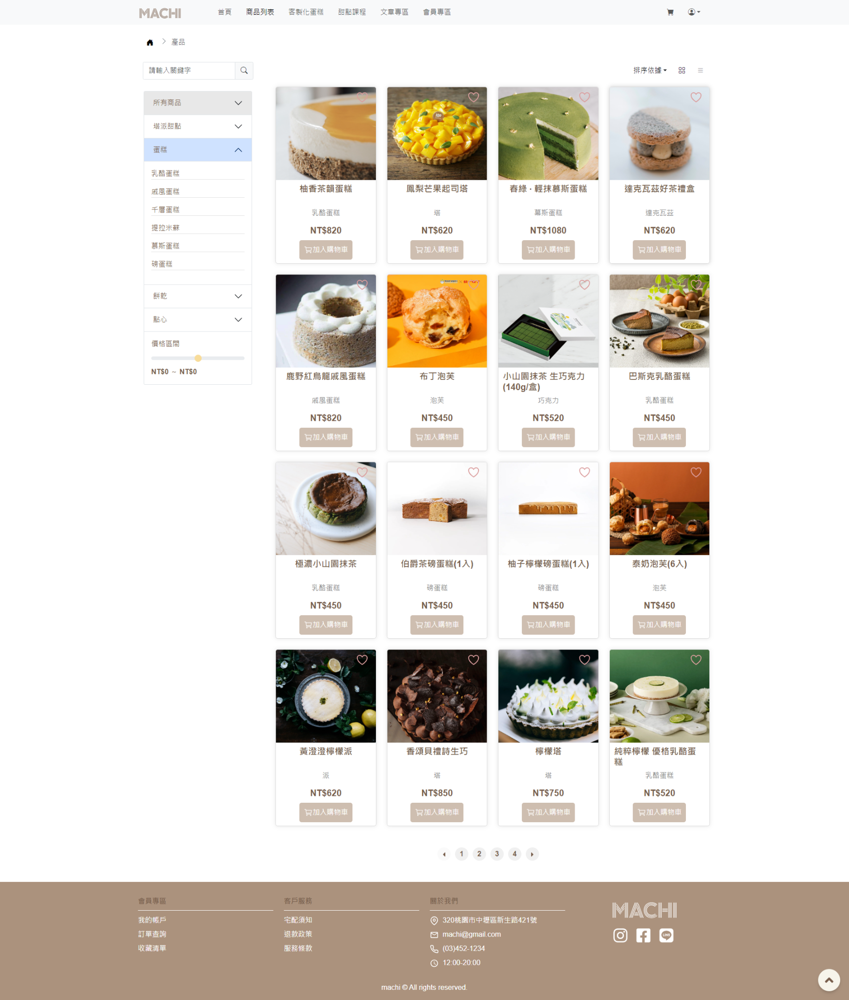 MACHI
首頁 商品列表 客製化蛋糕 甜點課程 文章專區 會員專區
產品
請輸入關鍵字
排序依據
所有商品
塔派甜點
蛋糕
乳酪蛋糕
戚風蛋糕
千層蛋糕
提拉米蘇
慕斯蛋糕
磅蛋糕
餅乾
點心
價格區間
NT$0 ~ NT$0
柚香茶韻蛋糕
乳酪蛋糕
NT$820
加入購物車
鳳梨芒果起司塔
塔
NT$620
加入購物車
春綠 · 輕抹慕斯蛋糕
幕斯蛋糕
NT$1080
加入購物車
達克瓦茲好茶禮盒
達克瓦茲
NT$620
加入購物車
鹿野紅烏龍戚風蛋糕
戚風蛋糕
NT$820
加入購物車
布丁泡芙
泡芙
NT$450
加入購物車
小山園抹茶 生巧克力
(140g/盒)
巧克力
NT$520
加入購物車
巴斯克乳酪蛋糕
乳酪蛋糕
NT$450
加入購物車
極濃小山園抹茶
乳酪蛋糕
NT$450
加入購物車
伯爵茶磅蛋糕(1入)
磅蛋糕
NT$450
加入購物車
柚子檸檬磅蛋糕(1入)
磅蛋糕
NT$450
加入購物車
泰奶泡芙(6入)
泡芙
NT$450
加入購物車
黃澄澄檸檬派
派
NT$620
加入購物車
香頌貝禮詩生巧
塔
NT$850
加入購物車
檸檬塔
塔
NT$750
加入購物車
純粹檸檬 優格乳酪蛋
糕
乳酪蛋糕
NT$520
加入購物車
1 2 3 4
會員專區
我的帳戶
訂單查詢
收藏清單
客戶服務
宅配須知
退款政策
服務條款
關於我們
320桃園市中壢區新生路421號
machi@gmail.com
(03)452-1234
12:00-20:00
MACHI
LINE
machi © All rights reserved.